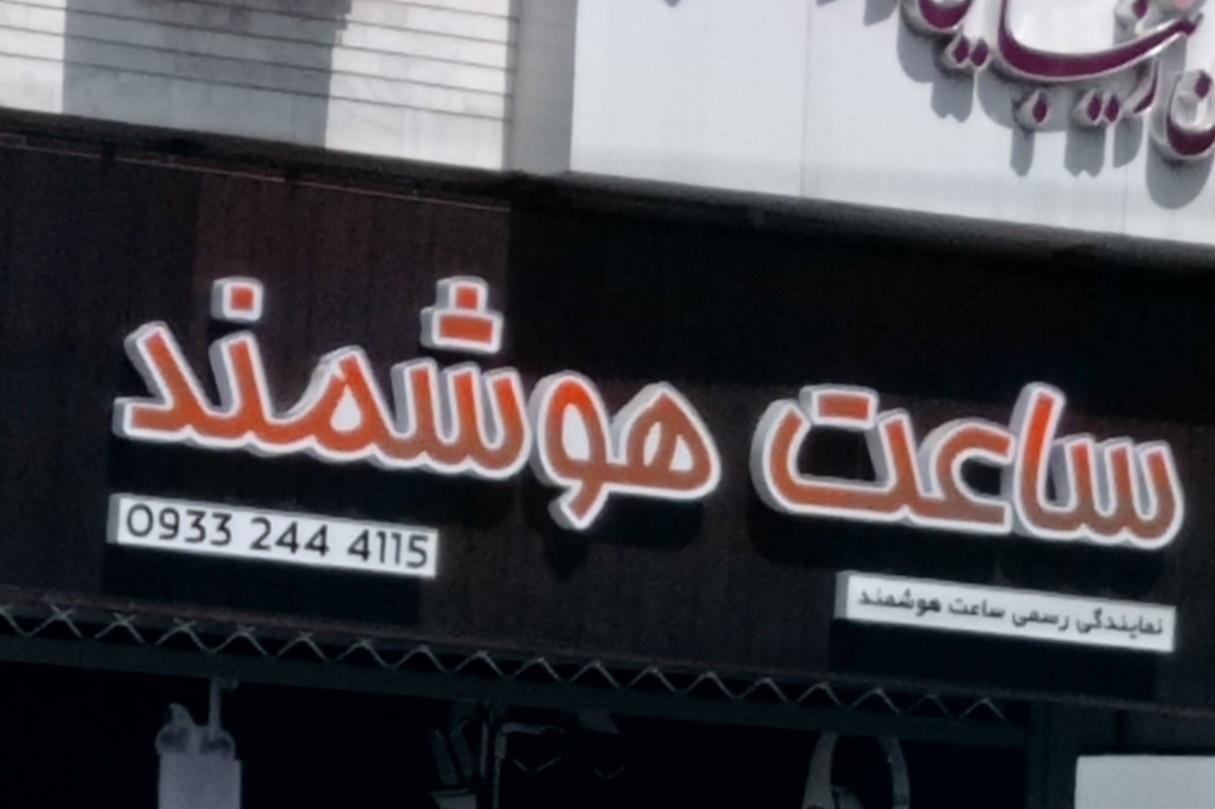 ساعت هوشمند
نمایندگی رسمی ساعت هوشمند
0933 244 4115